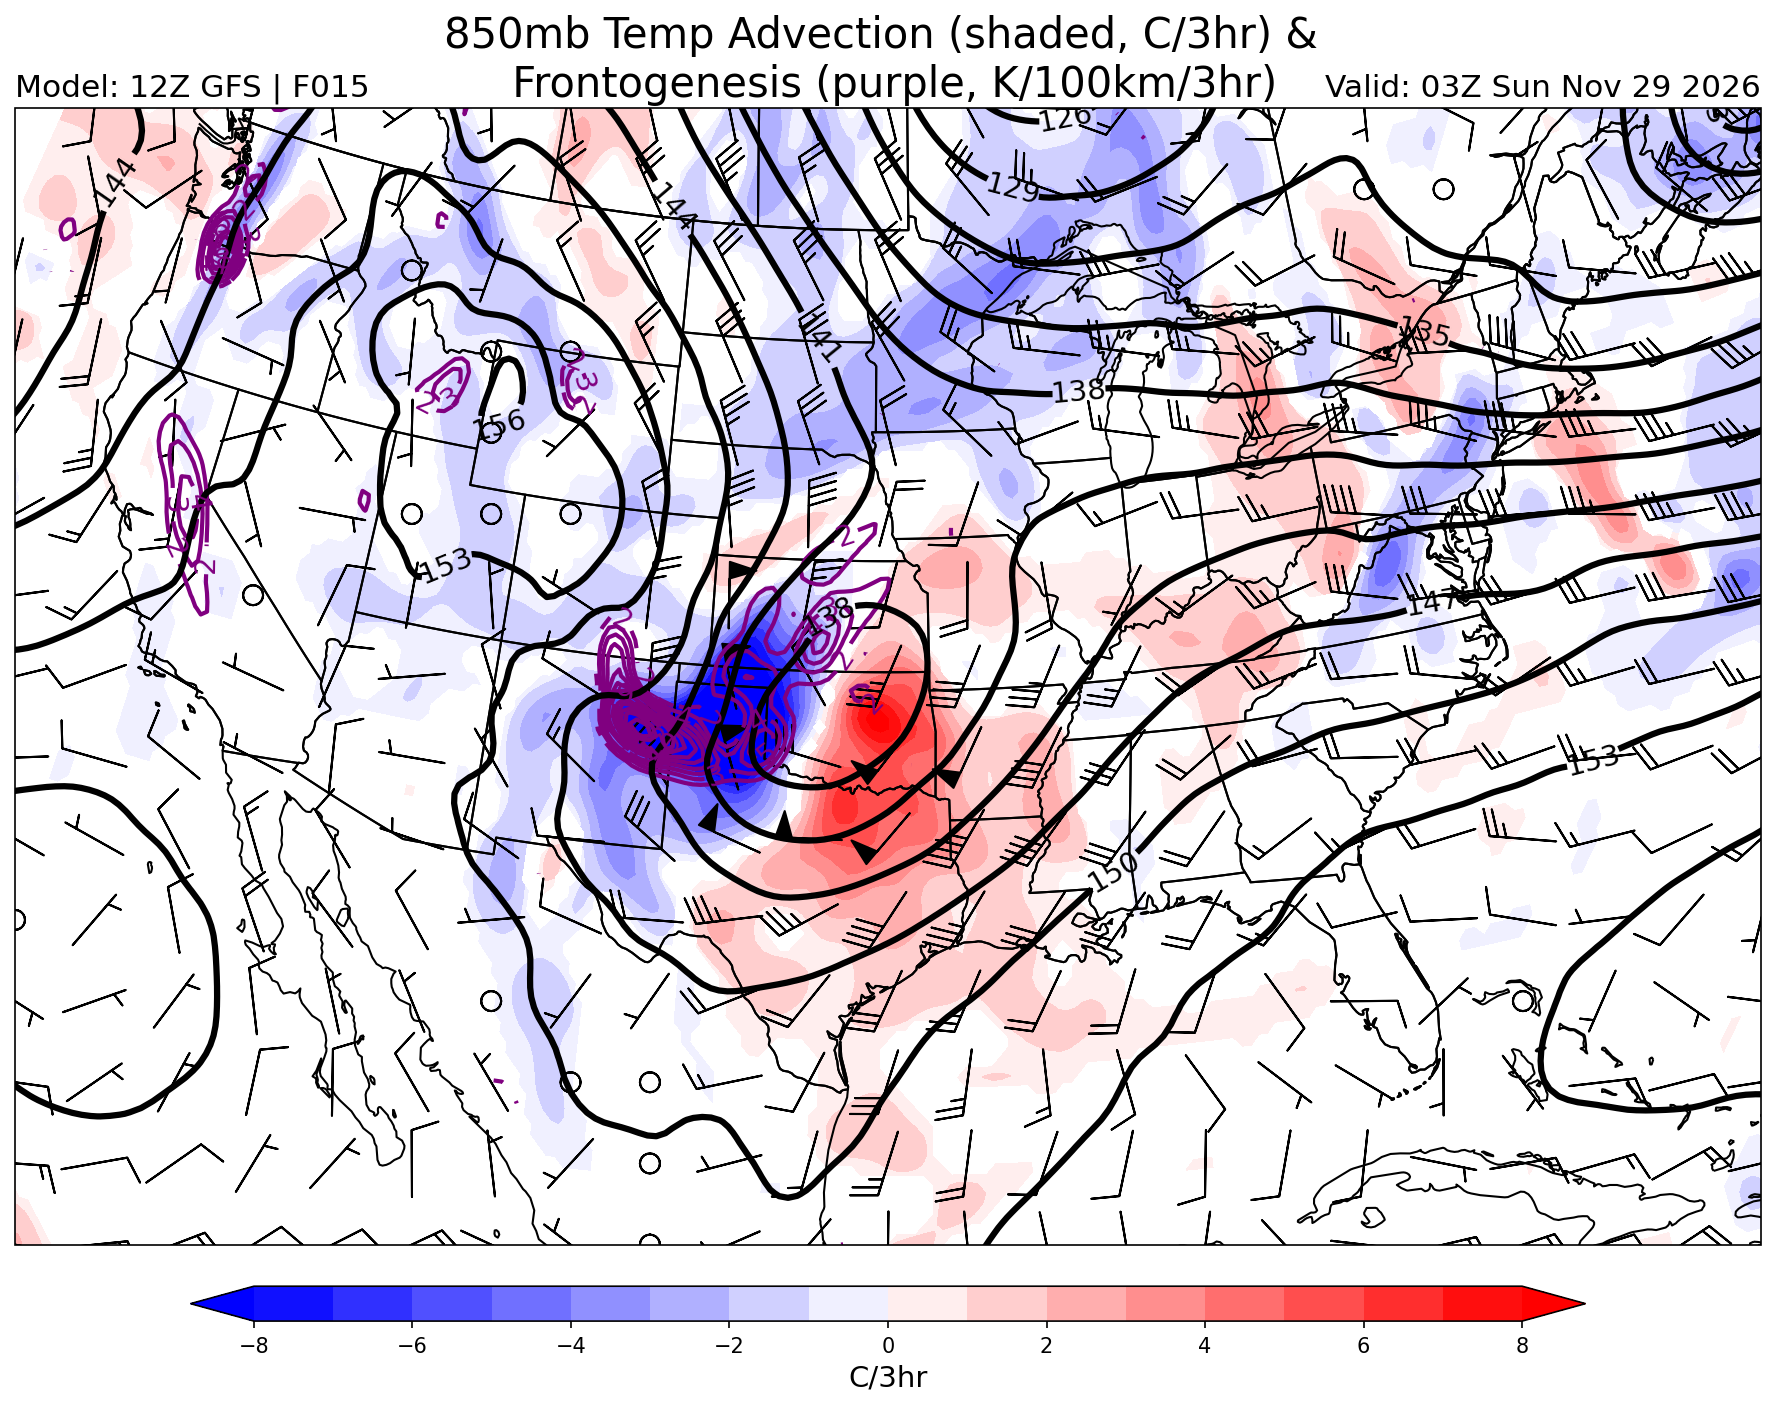 850mb Temp Advection (shaded, C/3hr) &
Model: 12Z GFS | F015
Frontogenesis (purple, K/100km/3hr)
Valid: 03Z Sun Nov 29 2026
126
144
129
144
141
135
138
156
153
138
147
153
150
−8 −6 −4 −2 0 2 4 6 8
C/3hr